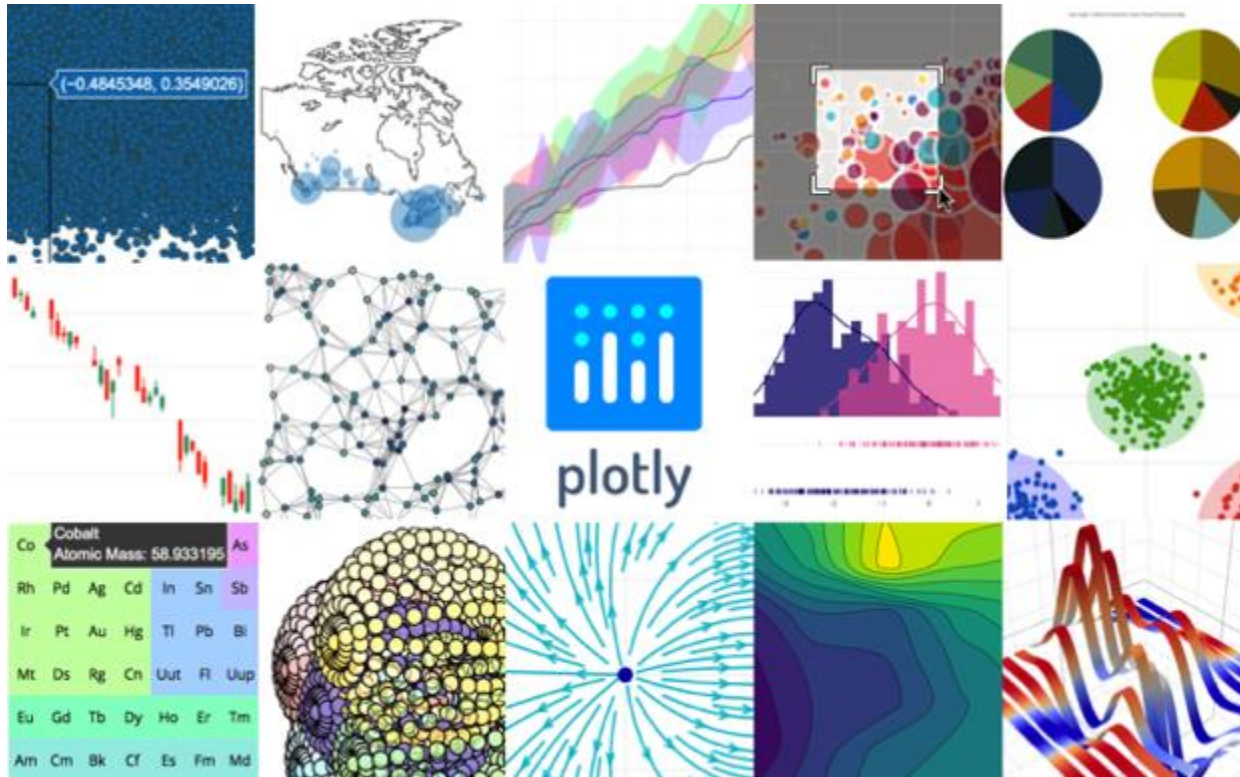 (−0.4845348, 0.3549026)
plotly
Co
Cobalt
Atomic Mass: 58.933195
As
Rh Pd Ag Cd In Sn Sb
Ir Pt Au Hg Tl Pb Bi
Mt Ds Rg Cn Uut Fl Uup
Eu Gd Tb Dy Ho Er Tm
Am Cm Bk Cf Es Fm Md